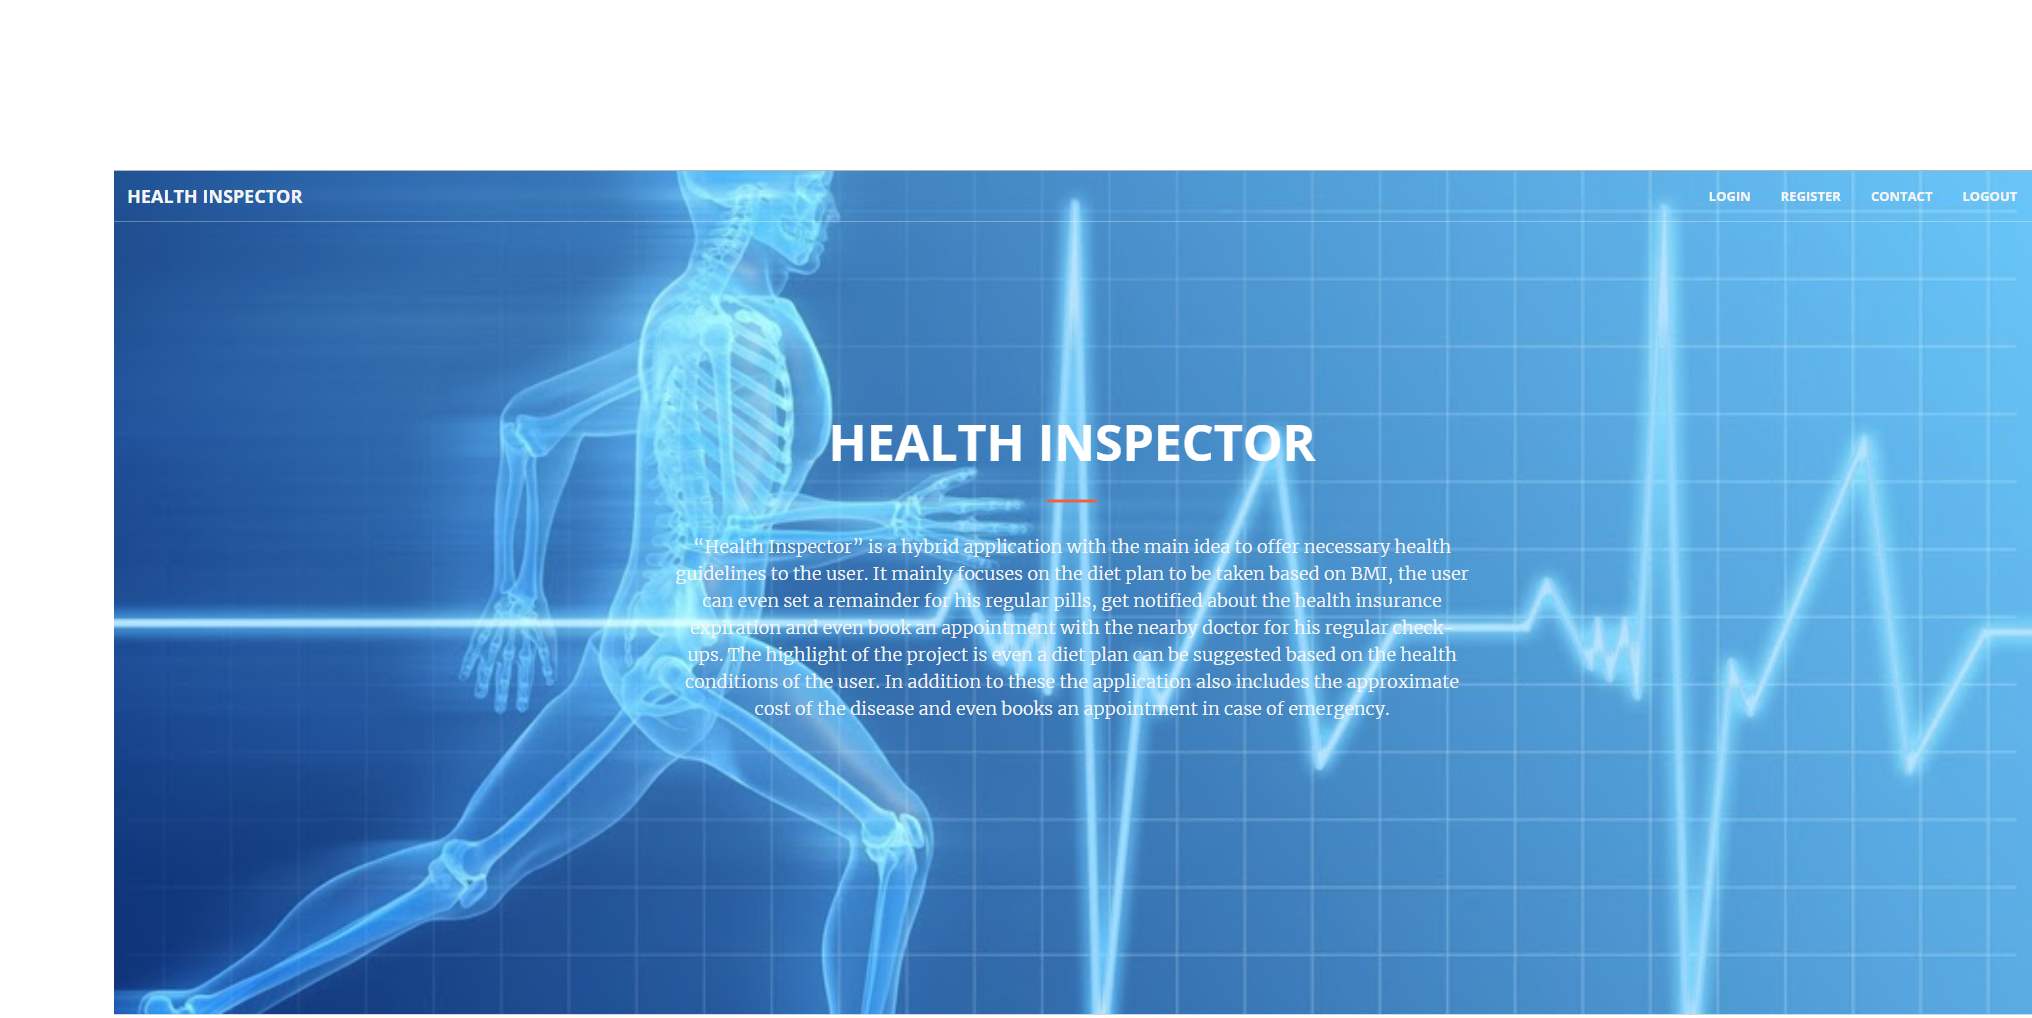 HEALTH INSPECTOR
LOGIN REGISTER CONTACT LOGOUT
HEALTH INSPECTOR
“Health Inspector” is a hybrid application with the main idea to offer necessary health
guidelines to the user. It mainly focuses on the diet plan to be taken based on BMI, the user
can even set a remainder for his regular pills, get notified about the health insurance
expiration and even book an appointment with the nearby doctor for his regular check-
ups. The highlight of the project is even a diet plan can be suggested based on the health
conditions of the user. In addition to these the application also includes the approximate
cost of the disease and even books an appointment in case of emergency.